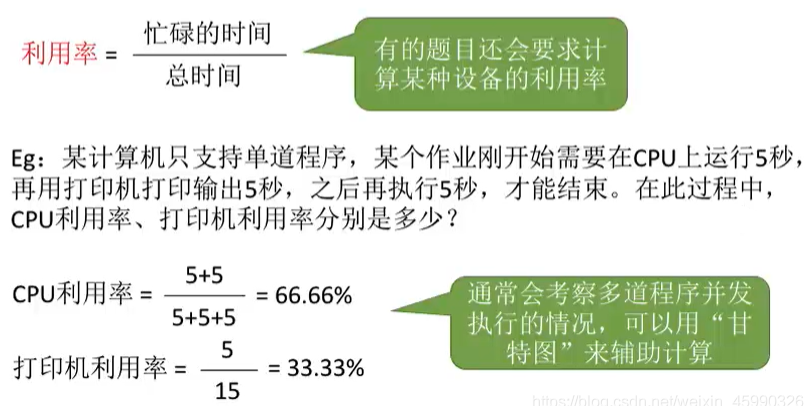 利用率 = 忙碌的时间
总时间
有的题目还会要求计
算某种设备的利用率
Eg：某计算机只支持单道程序，某个作业刚开始需要在CPU上运行5秒，
再用打印机打印输出5秒，之后再执行5秒，才能结束。在此过程中，
CPU利用率、打印机利用率分别是多少？
CPU利用率 = 5+5
5+5+5
= 66.66%
通常会考察多道程序并发
执行的情况，可以用“甘
特图”来辅助计算
打印机利用率 = 5
15
= 33.33%
https://blog.csdn.net/weixin_45990326